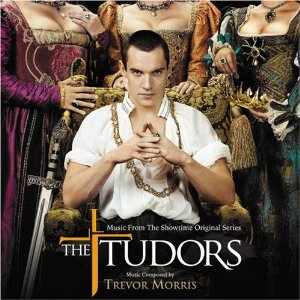 Music From The Showtime Original Series
THE TUDORS
Music Composed by
TREVOR MORRIS